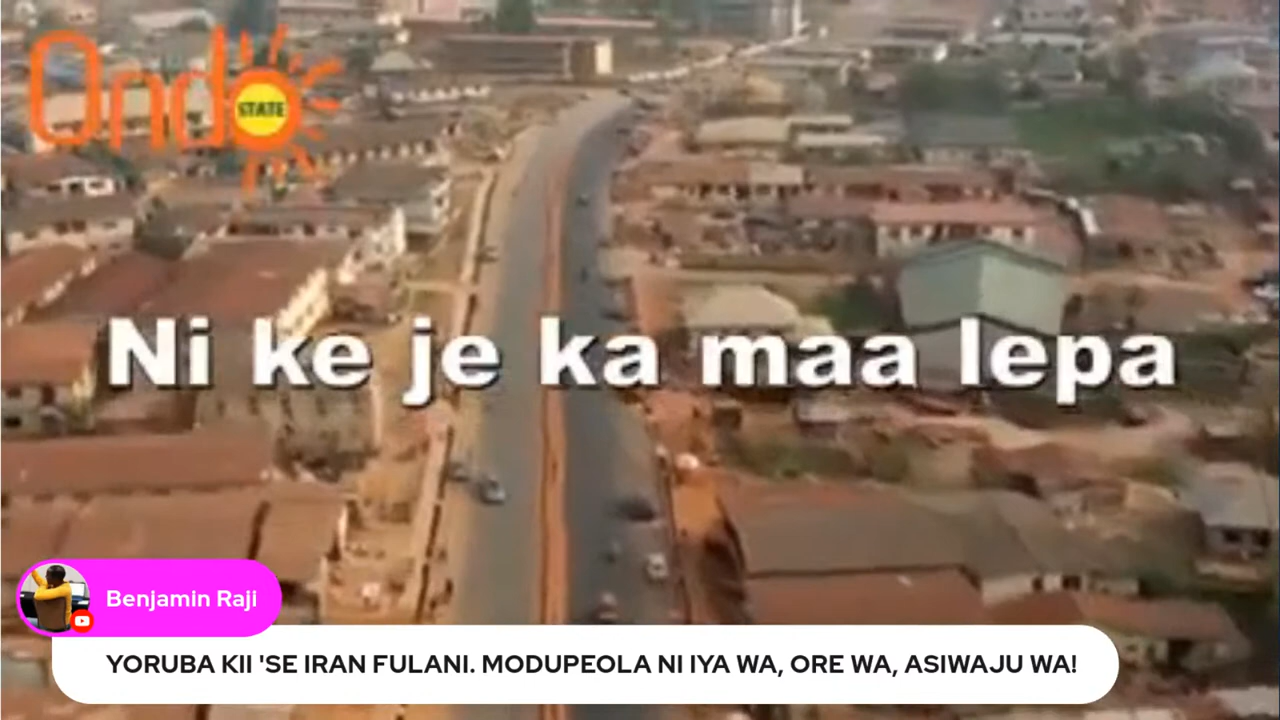 Ondo
STATE
Ni ke je ka maa lepa
Benjamin Raji
YORUBA KII 'SE IRAN FULANI. MODUPEOLA NI IYA WA, ORE WA, ASIWAJU WA!